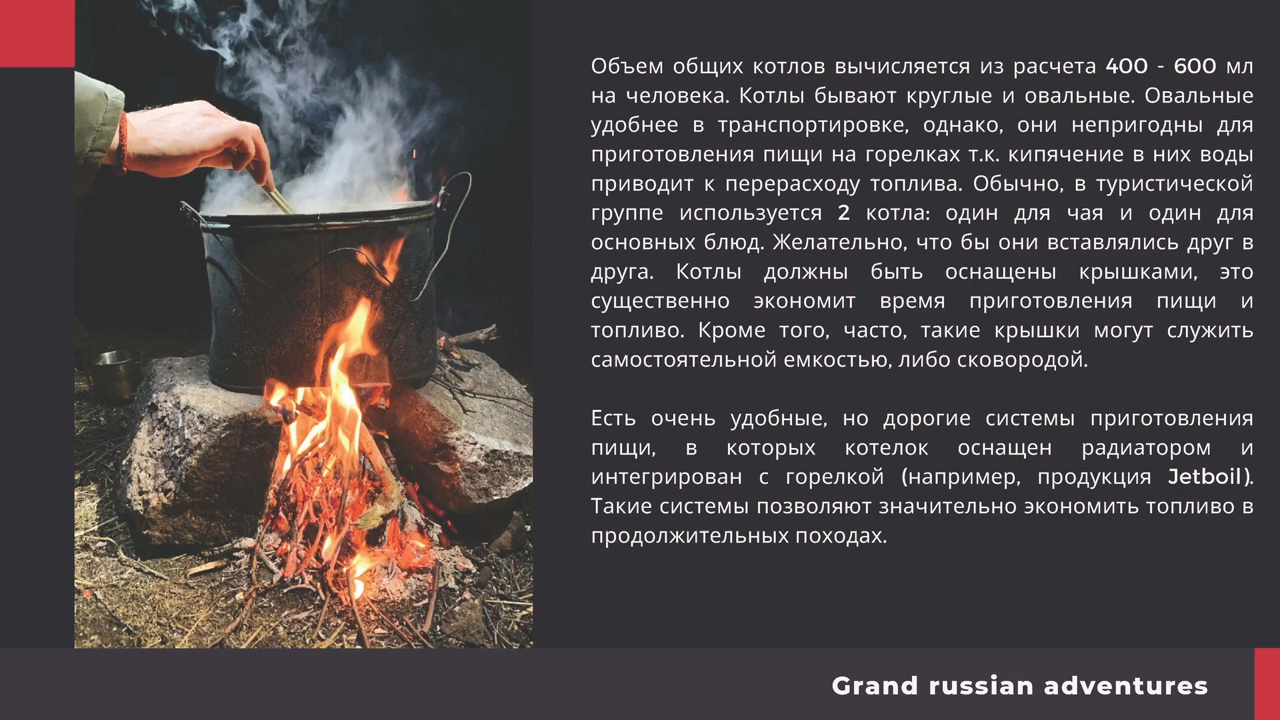 Объем общих котлов вычисляется из расчета 400 - 600 мл
на человека. Котлы бывают круглые и овальные. Овальные
удобнее в транспортировке, однако, они непригодны для
приготовления пищи на горелках т.к. кипячение в них воды
приводит к перерасходу топлива. Обычно, в туристической
группе используется 2 котла: один для чая и один для
основных блюд. Желательно, что бы они вставлялись друг в
друга. Котлы должны быть оснащены крышками, это
существенно экономит время приготовления пищи и
топливо. Кроме того, часто, такие крышки могут служить
самостоятельной емкостью, либо сковородой.
Есть очень удобные, но дорогие системы приготовления
пищи, в которых котелок оснащен радиатором и
интегрирован с горелкой (например, продукция Jetboil).
Такие системы позволяют значительно экономить топливо в
продолжительных походах.
Grand russian adventures